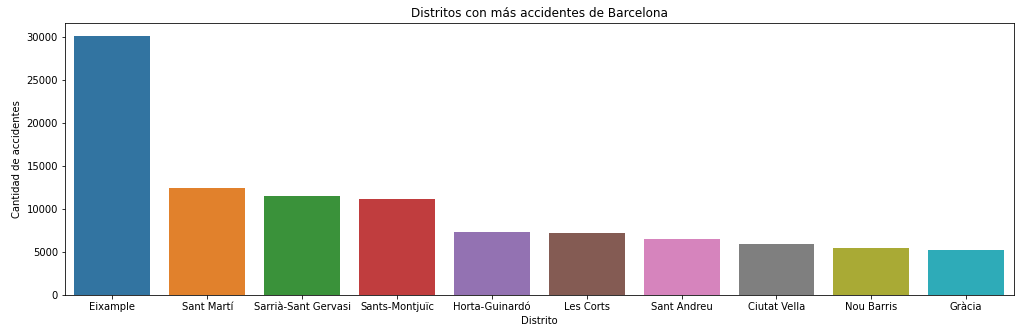 Distritos con más accidentes de Barcelona
Cantidad de accidentes
30000
25000
20000
15000
10000
5000
0
Eixample Sant Martí Sarrià-Sant Gervasi Sants-Montjuïc Horta-Guinardó Les Corts Sant Andreu Ciutat Vella Nou Barris Gràcia
Distrito